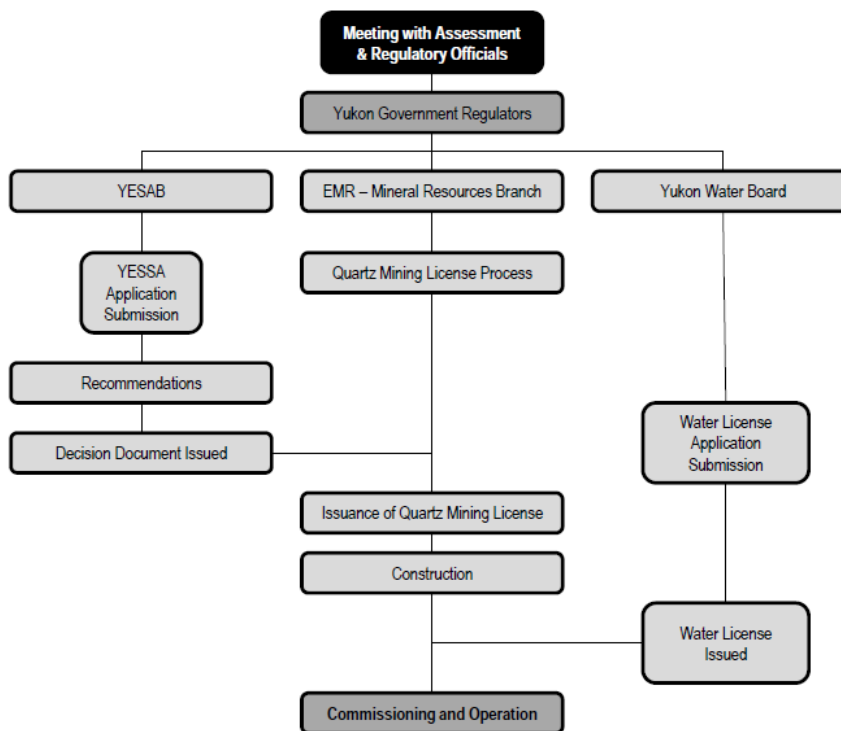 Meeting with Assessment
& Regulatory Officials
Yukon Government Regulators
YESAB
EMR – Mineral Resources Branch
Yukon Water Board
YESSA
Application
Submission
Quartz Mining License Process
Recommendations
Decision Document Issued
Water License
Application
Submission
Issuance of Quartz Mining License
Construction
Water License
Issued
Commissioning and Operation